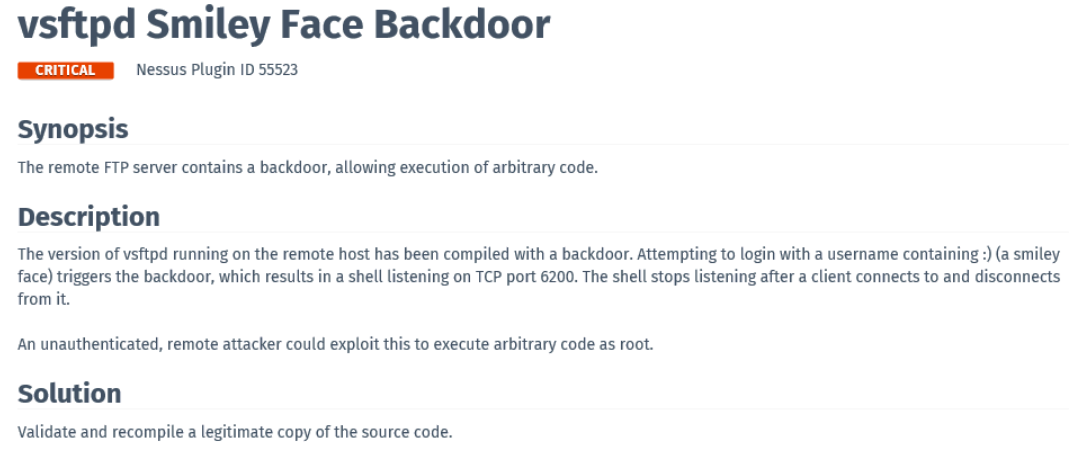 vsftpd Smiley Face Backdoor
CRITICAL Nessus Plugin ID 55523
Synopsis
The remote FTP server contains a backdoor, allowing execution of arbitrary code.
Description
The version of vsftpd running on the remote host has been compiled with a backdoor. Attempting to login with a username containing :) (a smiley
face) triggers the backdoor, which results in a shell listening on TCP port 6200. The shell stops listening after a client connects to and disconnects
from it.
An unauthenticated, remote attacker could exploit this to execute arbitrary code as root.
Solution
Validate and recompile a legitimate copy of the source code.